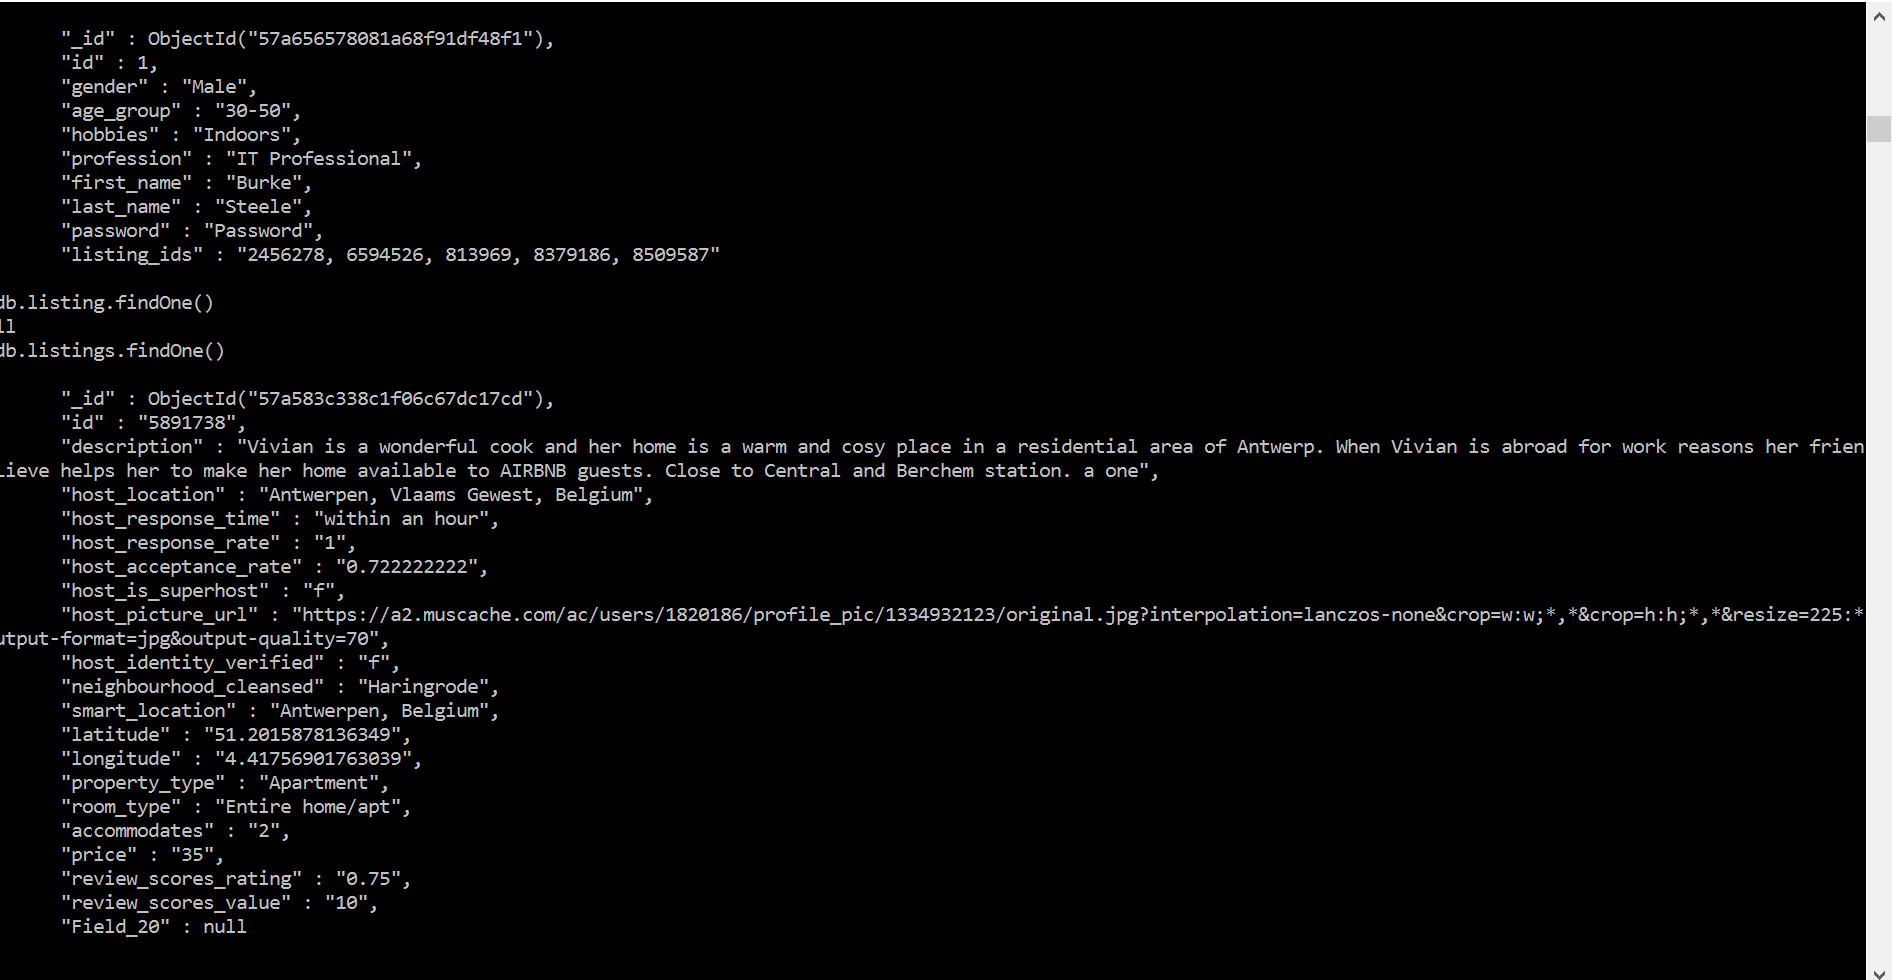 "_id" : ObjectId("57a656578081a68f91df48f1"),
"id" : 1,
"gender" : "Male",
"age_group" : "30-50",
"hobbies" : "Indoors",
"profession" : "IT Professional",
"first_name" : "Burke",
"last_name" : "Steele",
"password" : "Password",
"listing_ids" : "2456278, 6594526, 813969, 8379186, 8509587"
db.listing.findOne()
ll
db.listings.findOne()
"_id" : ObjectId("57a583c338c1f06c67dc17cd"),
"id" : "5891738",
"description" : "Vivian is a wonderful cook and her home is a warm and cosy place in a residential area of Antwerp. When Vivian is abroad for work reasons her frien
lieve helps her to make her home available to AIRBNB guests. Close to Central and Berchem station. a one",
"host_location" : "Antwerpen, Vlaams Gewest, Belgium",
"host_response_time" : "within an hour",
"host_response_rate" : "1",
"host_acceptance_rate" : "0.722222222",
"host_is_superhost" : "f",
"host_picture_url" : "https://a2.muscache.com/ac/users/1820186/profile_pic/1334932123/original.jpg?interpolation=lanczos-none&crop=w:w;*,*&crop=h:h;*,*&resize=225:*
utput-format=jpg&output-quality=70",
"host_identity_verified" : "f",
"neighbourhood_cleansed" : "Haringrode",
"smart_location" : "Antwerpen, Belgium",
"latitude" : "51.2015878136349",
"longitude" : "4.41756901763039",
"property_type" : "Apartment",
"room_type" : "Entire home/apt",
"accommodates" : "2",
"price" : "35",
"review_scores_rating" : "0.75",
"review_scores_value" : "10",
"Field_20" : null